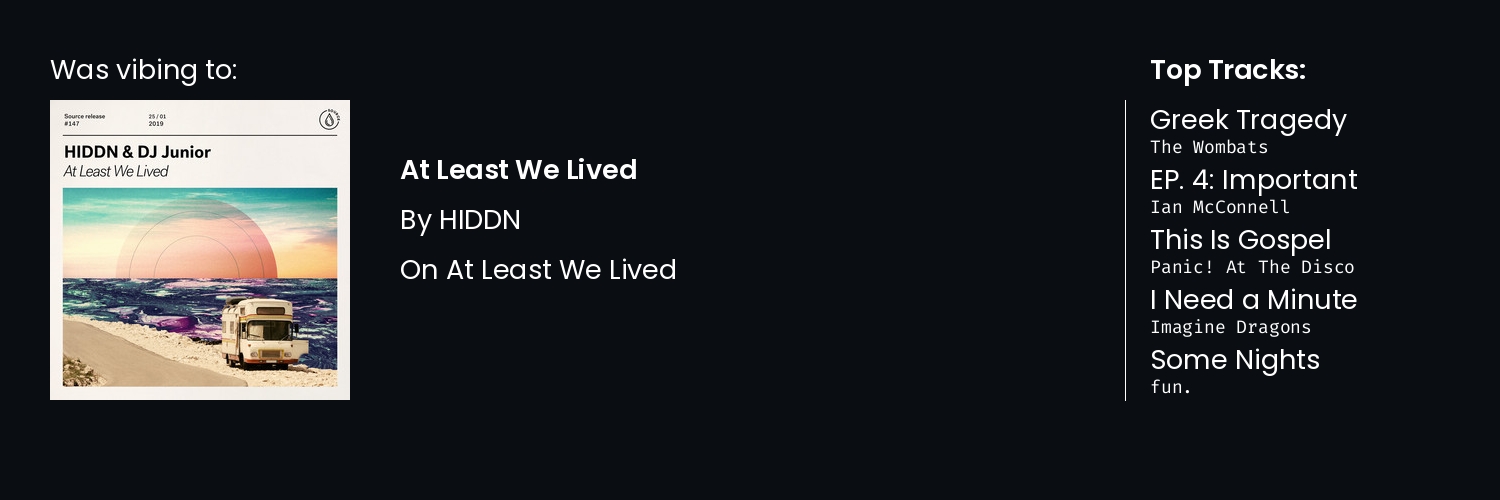 Was vibing to:
Source release
#147
25 / 01
2019
HIDDN & DJ Junior
At Least We Lived
At Least We Lived
By HIDDN
On At Least We Lived
Top Tracks:
Greek Tragedy
The Wombats
EP. 4: Important
Ian McConnell
This Is Gospel
Panic! At The Disco
I Need a Minute
Imagine Dragons
Some Nights
fun.